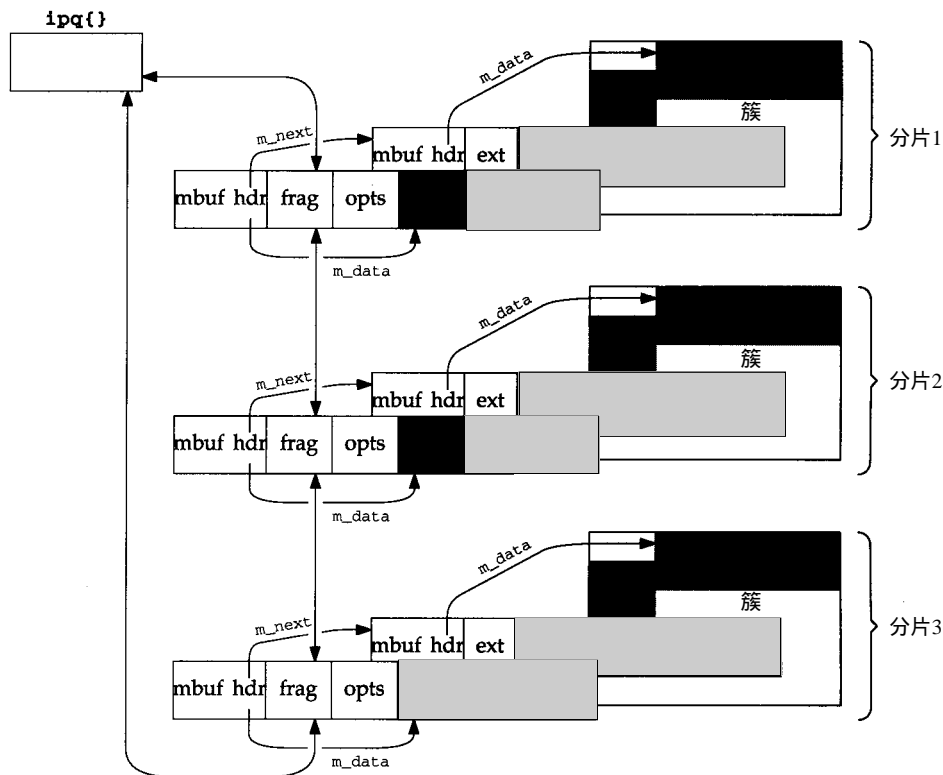 ipq{}
m_data
簇
m_next
分片1
mbuf hdr ext
mbuf hdr frag opts
m_data
m_data
簇
m_next
分片2
mbuf hdr ext
mbuf hdr frag opts
m_data
m_data
簇
m_next
分片3
mbuf hdr ext
mbuf hdr frag opts
m_data